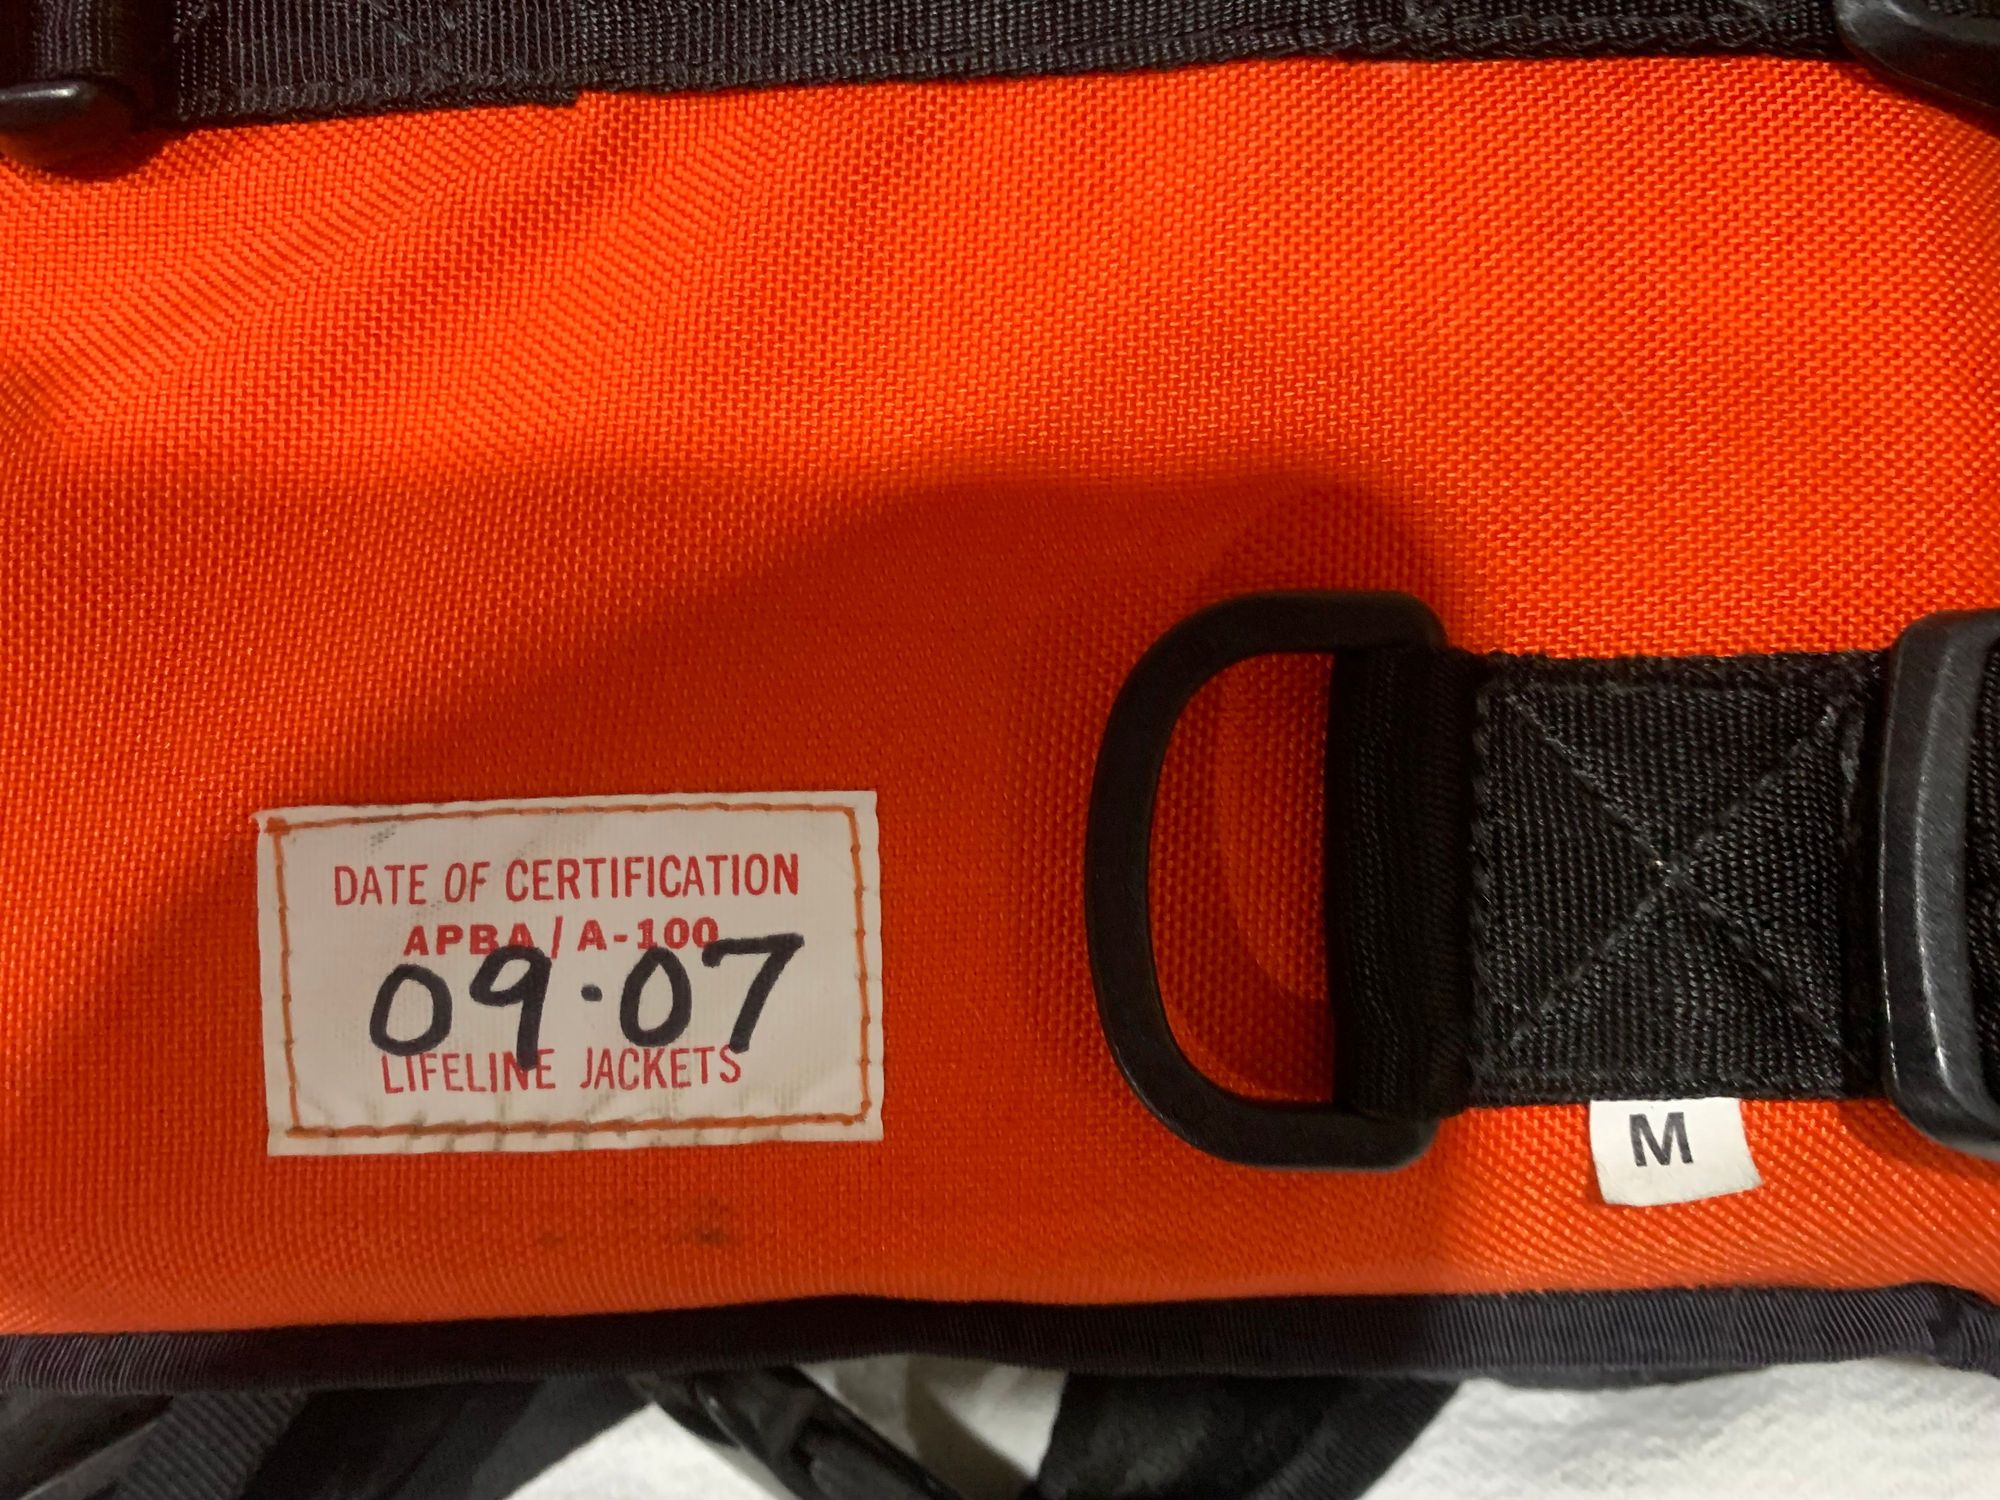 DATE OF CERTIFICATION
APBA/A-100
09.07
LIFELINE JACKETS
M